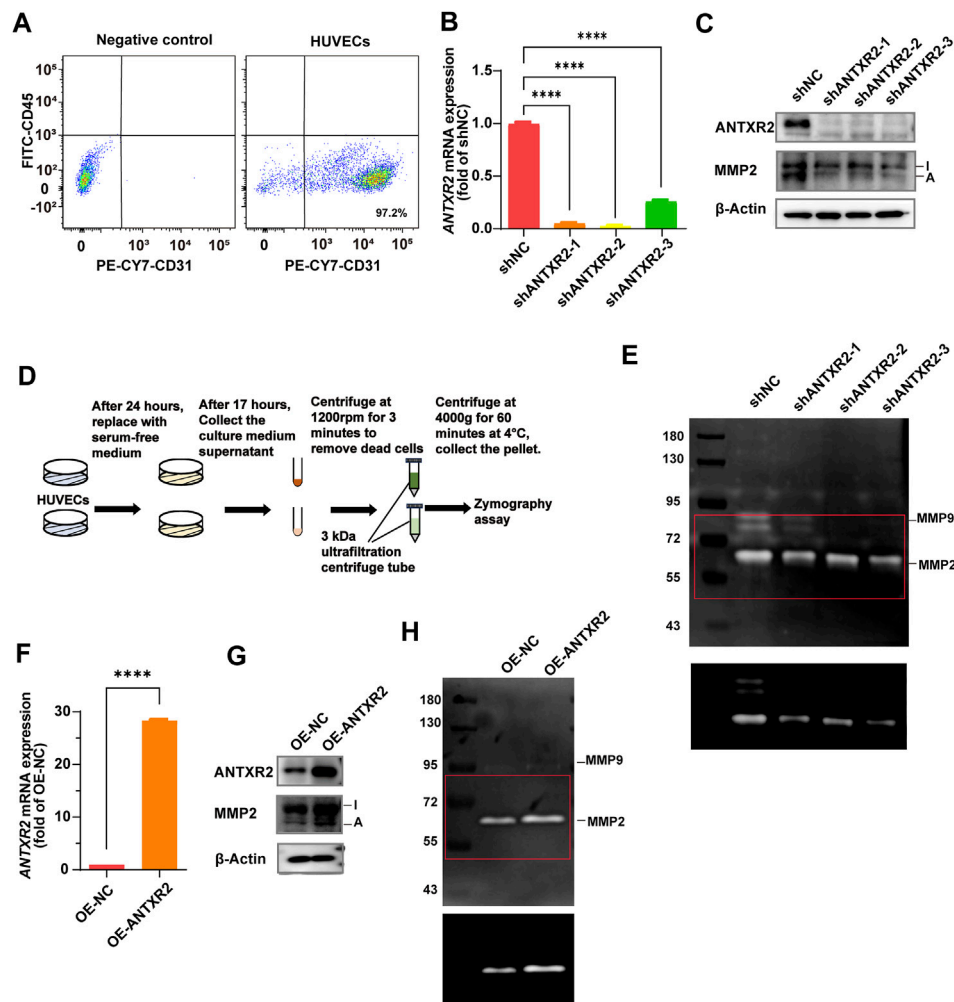 A
Negative control
HUVECs
FITC-CD45
10⁵
10⁴
10³
0
-10²
0
10³
10⁴
10⁵
PE-CY7-CD31
97.2%
0
10³
10⁴
10⁵
PE-CY7-CD31
B
ANTXR2 mRNA expression
(fold of shNC)
1.5
1.0
0.5
0.0
****
****
****
shNC
shANTXR2-1
shANTXR2-2
shANTXR2-3
C
shNC
shANTXR2-1
shANTXR2-2
shANTXR2-3
ANTXR2
MMP2
I
A
β-Actin
D
After 24 hours,
replace with
serum-free
medium
After 17 hours,
Collect the
culture medium
supernatant
Centrifuge at
1200rpm for 3
minutes to
remove dead cells
Centrifuge at
4000g for 60
minutes at 4°C,
collect the pellet.
HUVECs
3 kDa
ultrafiltration
centrifuge tube
Zymography
assay
E
shNC
shANTXR2-1
shANTXR2-2
shANTXR2-3
180
130
95
72
55
43
MMP9
MMP2
F
ANTXR2 mRNA expression
(fold of OE-NC)
30
20
10
0
****
OE-NC
OE-ANTXR2
G
OE-NC
OE-ANTXR2
ANTXR2
MMP2
I
A
β-Actin
H
OE-NC
OE-ANTXR2
180
130
95
72
55
43
MMP9
MMP2